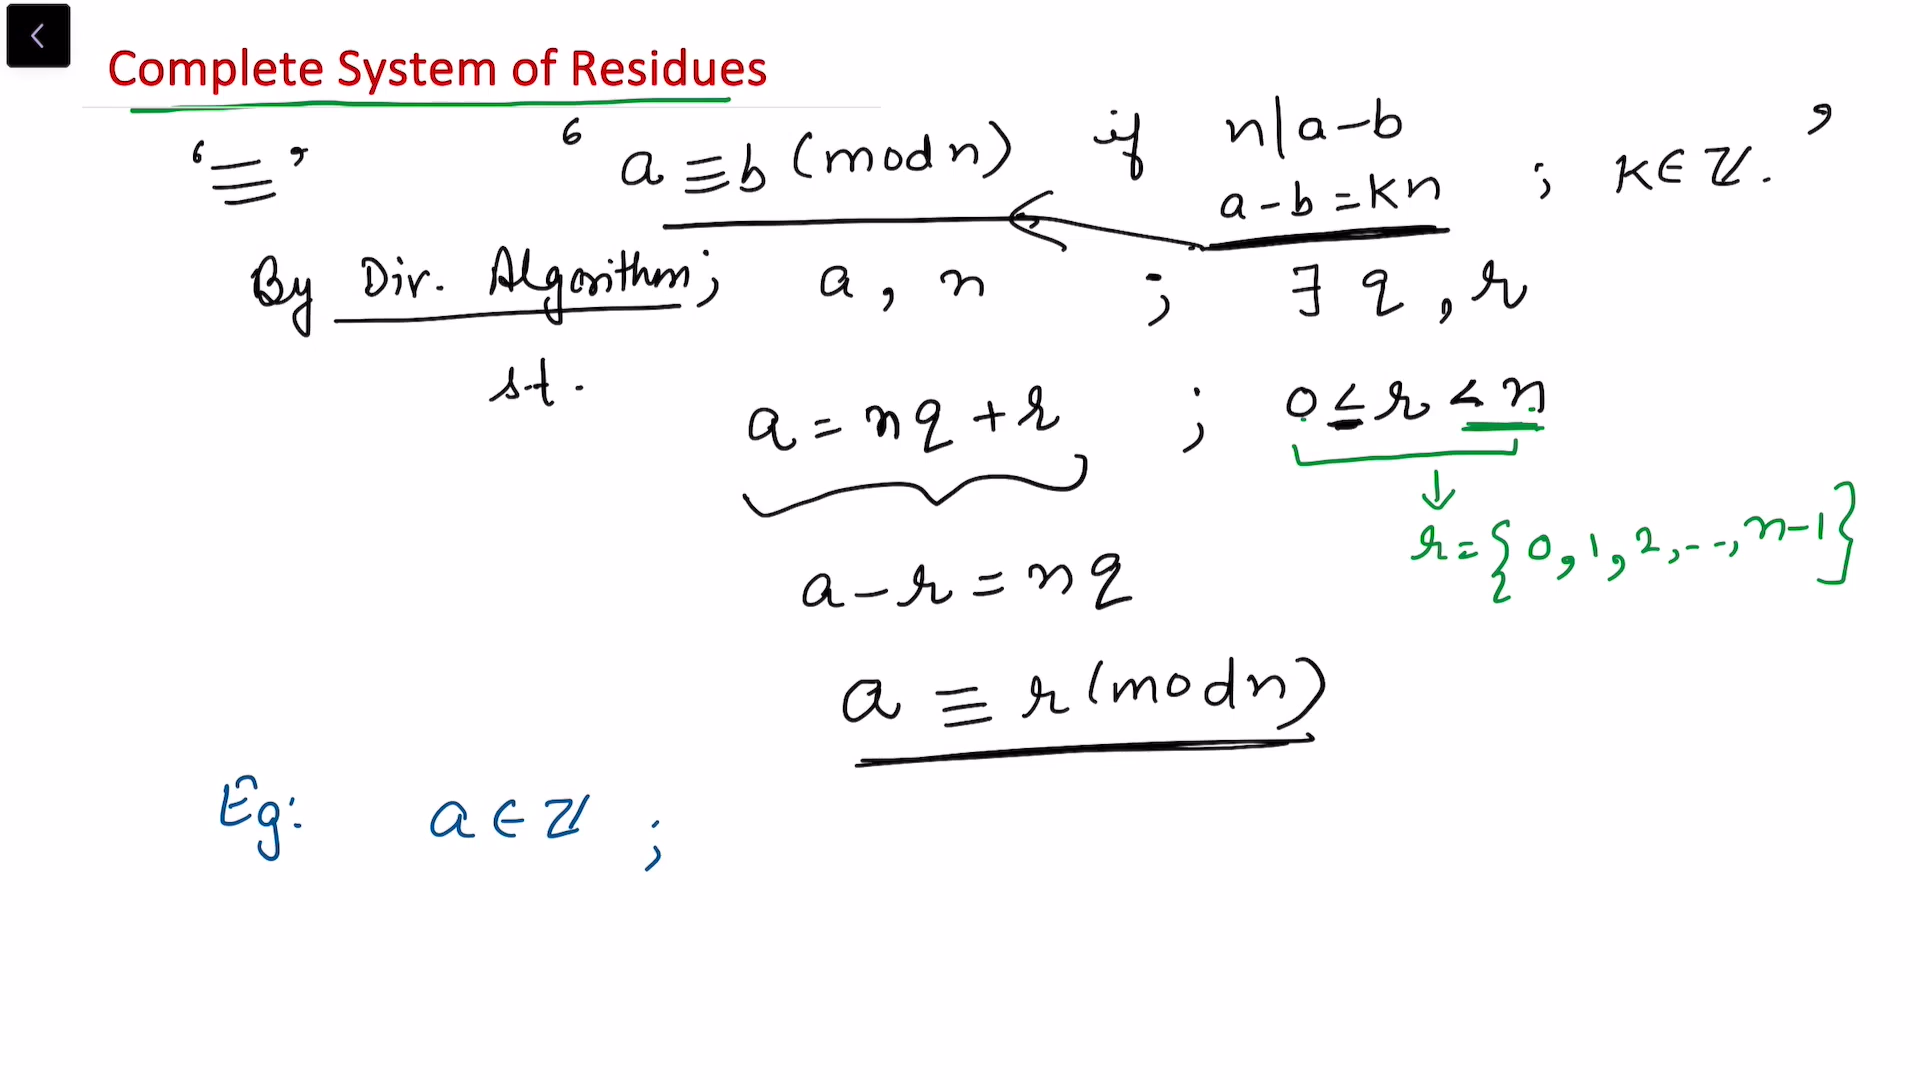 Complete System of Residues
‘≡’ ‘a ≡ b (mod n) if n|a-b
a-b = kn ; k∈ℤ.’
By Div. Algorithm; a, n ; ∃ q, r
st.
a = nq + r ; 0 ≤ r < n
r = {0, 1, 2, ..., n-1}
a - r = nq
a ≡ r (mod n)
Eg: a ∈ ℤ ;